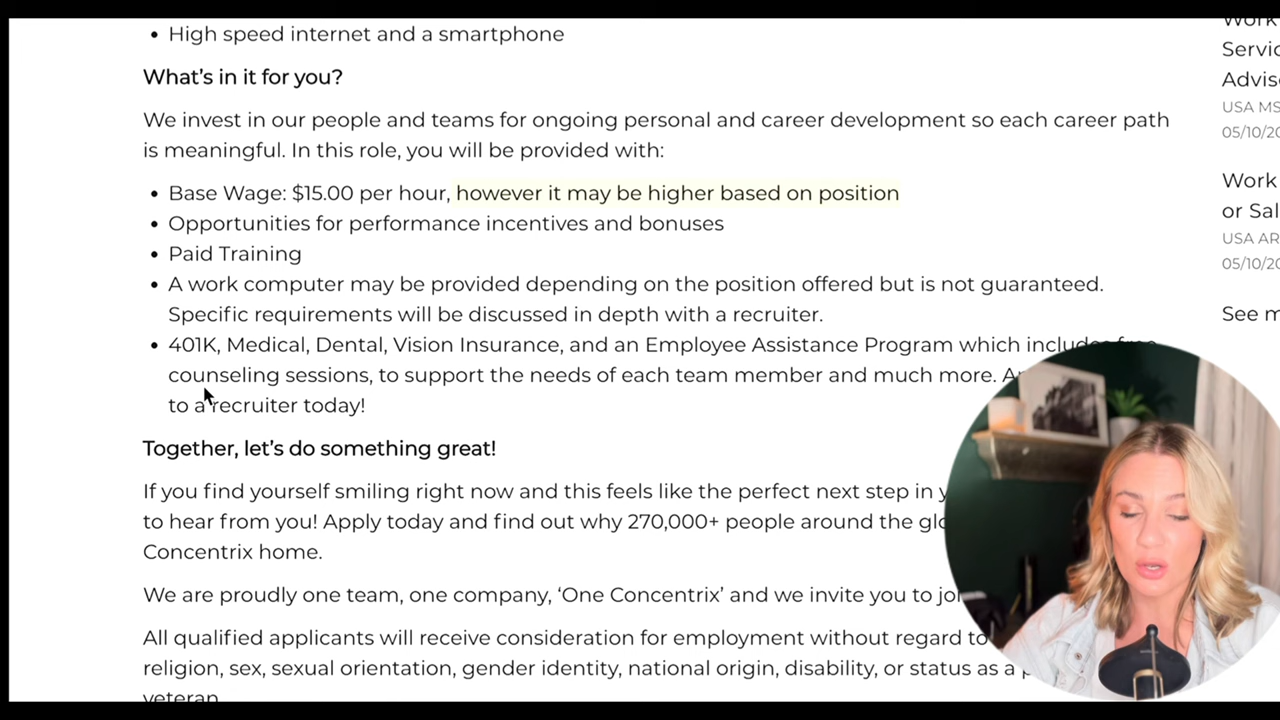 High speed internet and a smartphone
What's in it for you?
We invest in our people and teams for ongoing personal and career development so each career path
is meaningful. In this role, you will be provided with:
Base Wage: $15.00 per hour, however it may be higher based on position
Opportunities for performance incentives and bonuses
Paid Training
A work computer may be provided depending on the position offered but is not guaranteed.
Specific requirements will be discussed in depth with a recruiter.
401K, Medical, Dental, Vision Insurance, and an Employee Assistance Program which includes free
counseling sessions, to support the needs of each team member and much more.
to a recruiter today!
Together, let's do something great!
If you find yourself smiling right now and this feels like the perfect next step in
to hear from you! Apply today and find out why 270,000+ people around the
Concentrix home.
We are proudly one team, one company, 'One Concentrix' and we invite you to
All qualified applicants will receive consideration for employment without regard to
religion, sex, sexual orientation, gender identity, national origin, disability, or status as a
veteran.
Work
Servic
Advis
USA MS
05/10/20
Work
or Sal
USA AR
05/10/20
See m